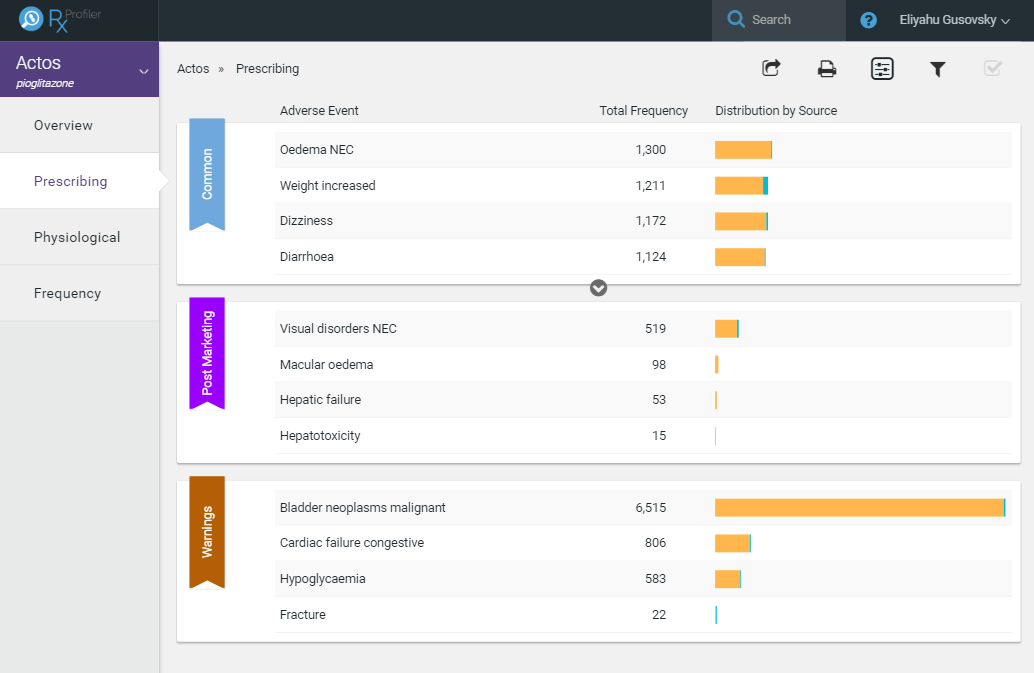 Rx Profiler
Search
?
Eliyahu Gusovsky
Actos
pioglitazone
Overview
Prescribing
Physiological
Frequency
Actos » Prescribing
Adverse Event Total Frequency Distribution by Source
Common
Oedema NEC 1,300
Weight increased 1,211
Dizziness 1,172
Diarrhoea 1,124
Post Marketing
Visual disorders NEC 519
Macular oedema 98
Hepatic failure 53
Hepatotoxicity 15
Warnings
Bladder neoplasms malignant 6,515
Cardiac failure congestive 806
Hypoglycaemia 583
Fracture 22